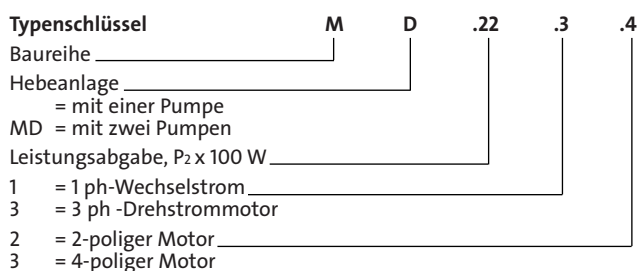 Typenschlüssel M D .22 .3 .4
Baureihe
Hebeanlage
= mit einer Pumpe
MD = mit zwei Pumpen
Leistungsabgabe, P2 x 100 W
1 = 1 ph-Wechselstrom
3 = 3 ph -Drehstrommotor
2 = 2-poliger Motor
3 = 4-poliger Motor